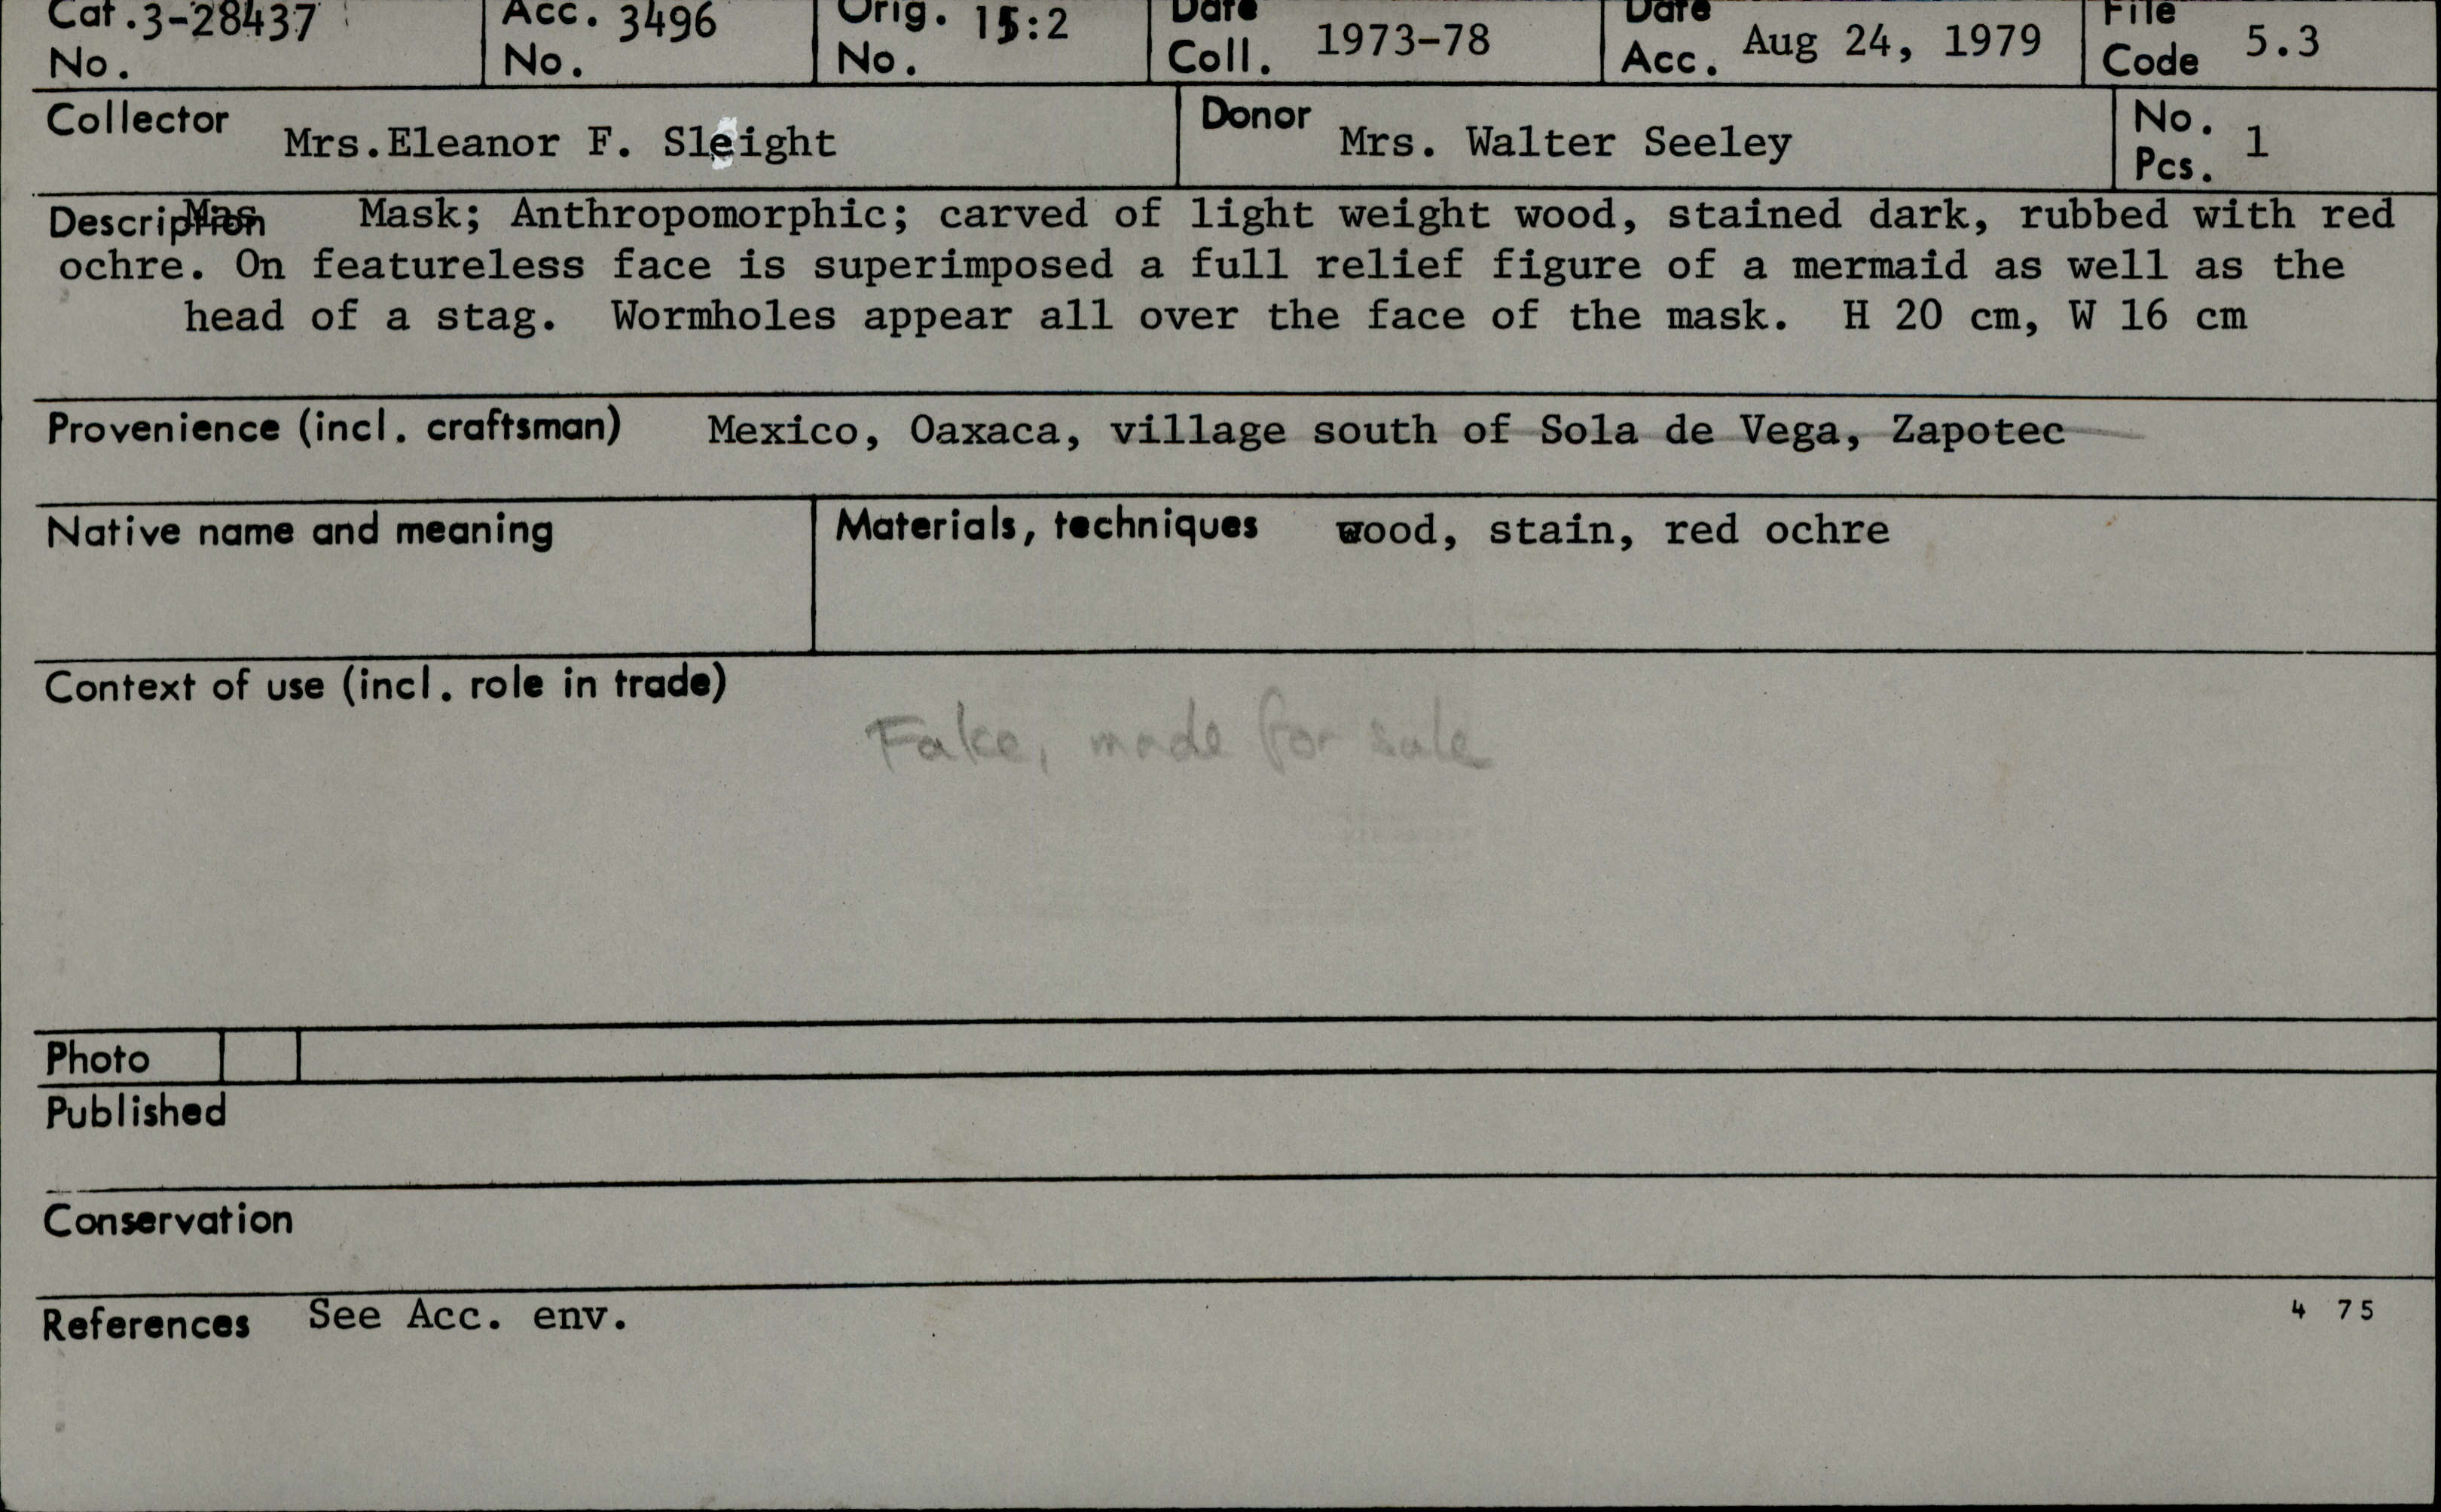 Cat. No. 3-28437 Acc. No. 3496 Orig. No. 15:2 Date Coll. 1973-78 Date Acc. Aug 24, 1979 File Code 5.3
Collector Mrs.Eleanor F. Sleight Donor Mrs. Walter Seeley No. Pcs. 1
Description Mas Mask; Anthropomorphic; carved of light weight wood, stained dark, rubbed with red
ochre. On featureless face is superimposed a full relief figure of a mermaid as well as the
head of a stag. Wormholes appear all over the face of the mask. H 20 cm, W 16 cm
Provenience (incl. craftsman) Mexico, Oaxaca, village south of Sola de Vega, Zapotec
Native name and meaning Materials, techniques wood, stain, red ochre
Context of use (incl. role in trade)
Fake, made for sale
Photo
Published
Conservation
References See Acc. env. 4 75